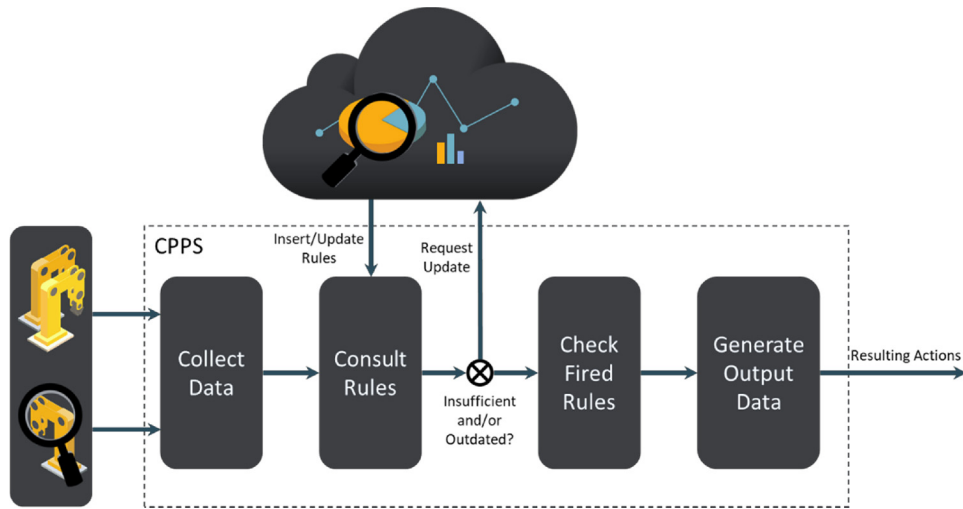 CPPS
Insert/Update
Rules
Request
Update
Collect
Data
Consult
Rules
Insufficient
and/or
Outdated?
Check
Fired
Rules
Generate
Output
Data
Resulting Actions